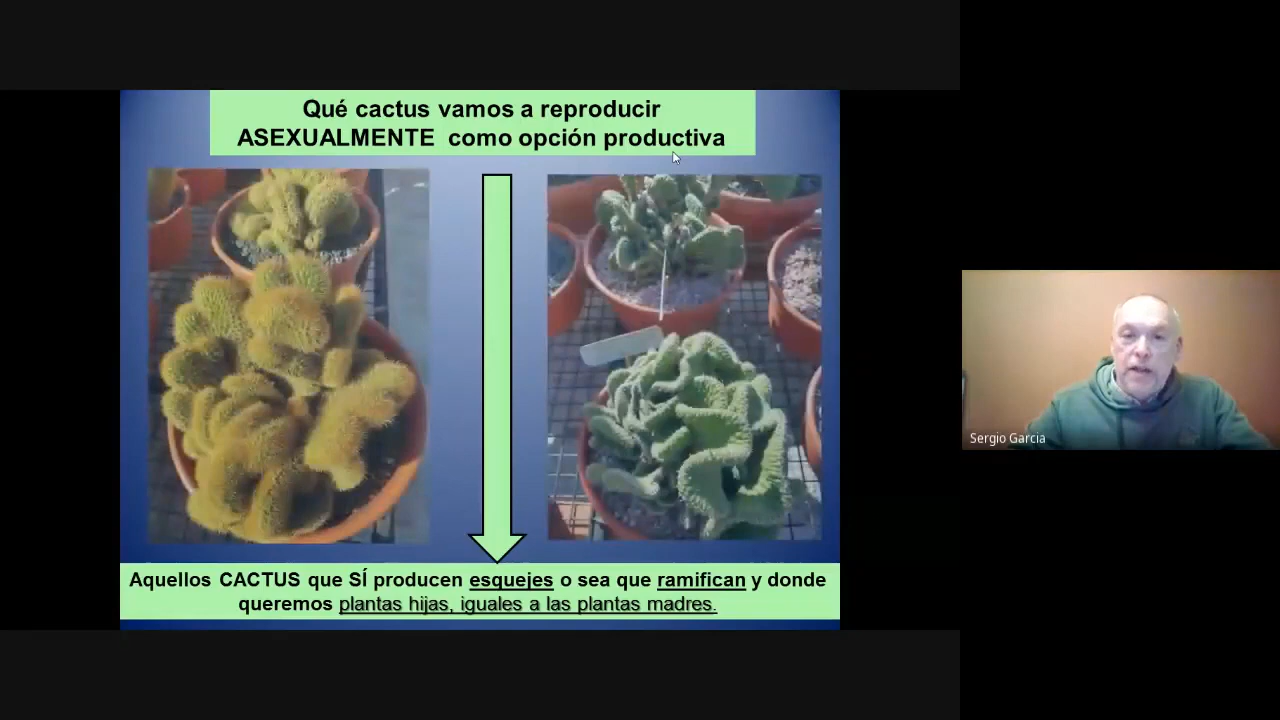 Qué cactus vamos a reproducir
ASEXUALMENTE como opción productiva
Aquellos CACTUS que SÍ producen esquejes o sea que ramifican y donde
queremos plantas hijas, iguales a las plantas madres.
Sergio Garcia